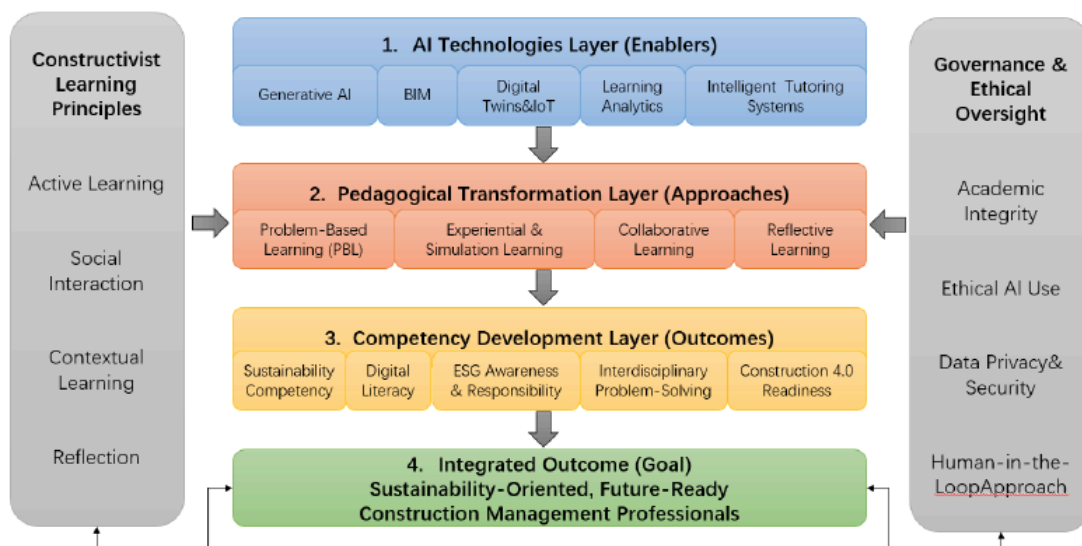 Constructivist
Learning
Principles
Active Learning
Social
Interaction
Contextual
Learning
Reflection
1. AI Technologies Layer (Enablers)
Generative AI
BIM
Digital
Twins&IoT
Learning
Analytics
Intelligent Tutoring
Systems
2. Pedagogical Transformation Layer (Approaches)
Problem-Based
Learning (PBL)
Experiential &
Simulation Learning
Collaborative
Learning
Reflective
Learning
3. Competency Development Layer (Outcomes)
Sustainability
Competency
Digital
Literacy
ESG Awareness
& Responsibility
Interdisciplinary
Problem-Solving
Construction 4.0
Readiness
4. Integrated Outcome (Goal)
Sustainability-Oriented, Future-Ready
Construction Management Professionals
Governance &
Ethical
Oversight
Academic
Integrity
Ethical AI Use
Data Privacy&
Security
Human-in-the-
LoopApproach